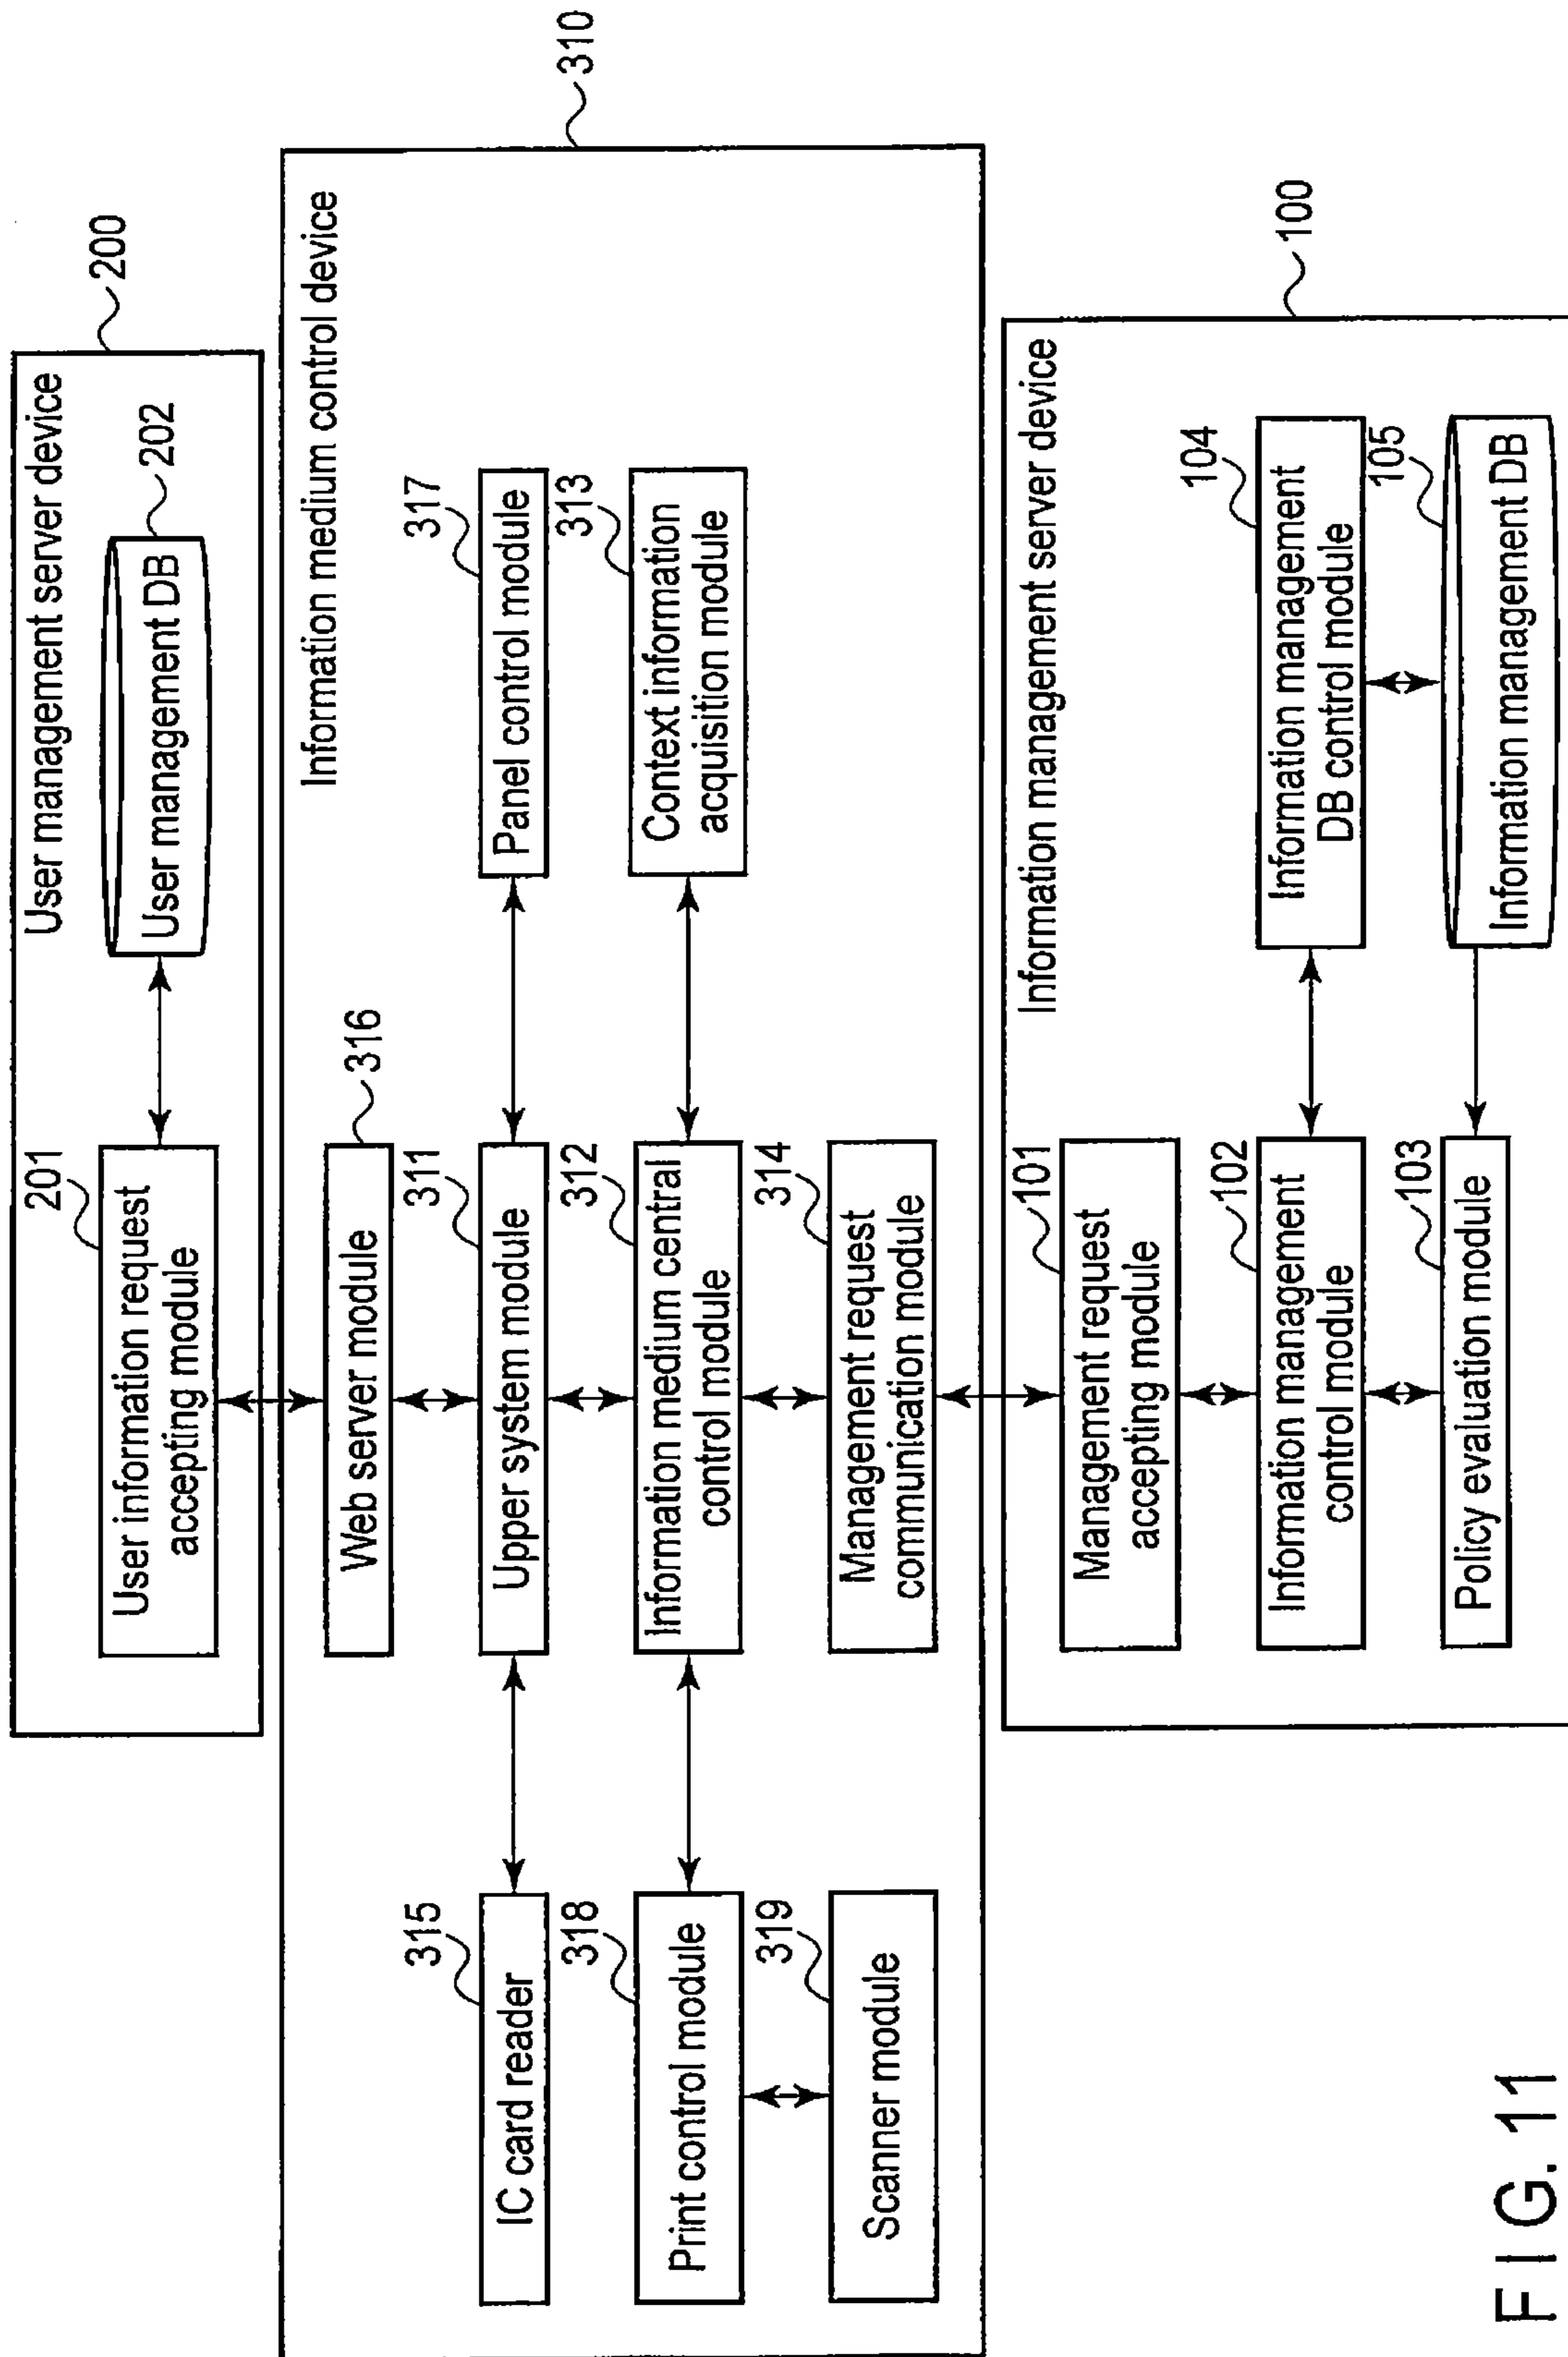 User management server device
200
201
User information request
accepting module
202
User management DB
Information medium control device
310
Web server module
316
315
IC card reader
311
Upper system module
317
Panel control module
318
Print control module
312
Information medium central
control module
313
Context information
acquisition module
319
Scanner module
314
Management request
communication module
Information management server device
100
101
Management request
accepting module
102
Information management
control module
104
Information management
DB control module
103
Policy evaluation module
105
Information management DB
FIG. 11